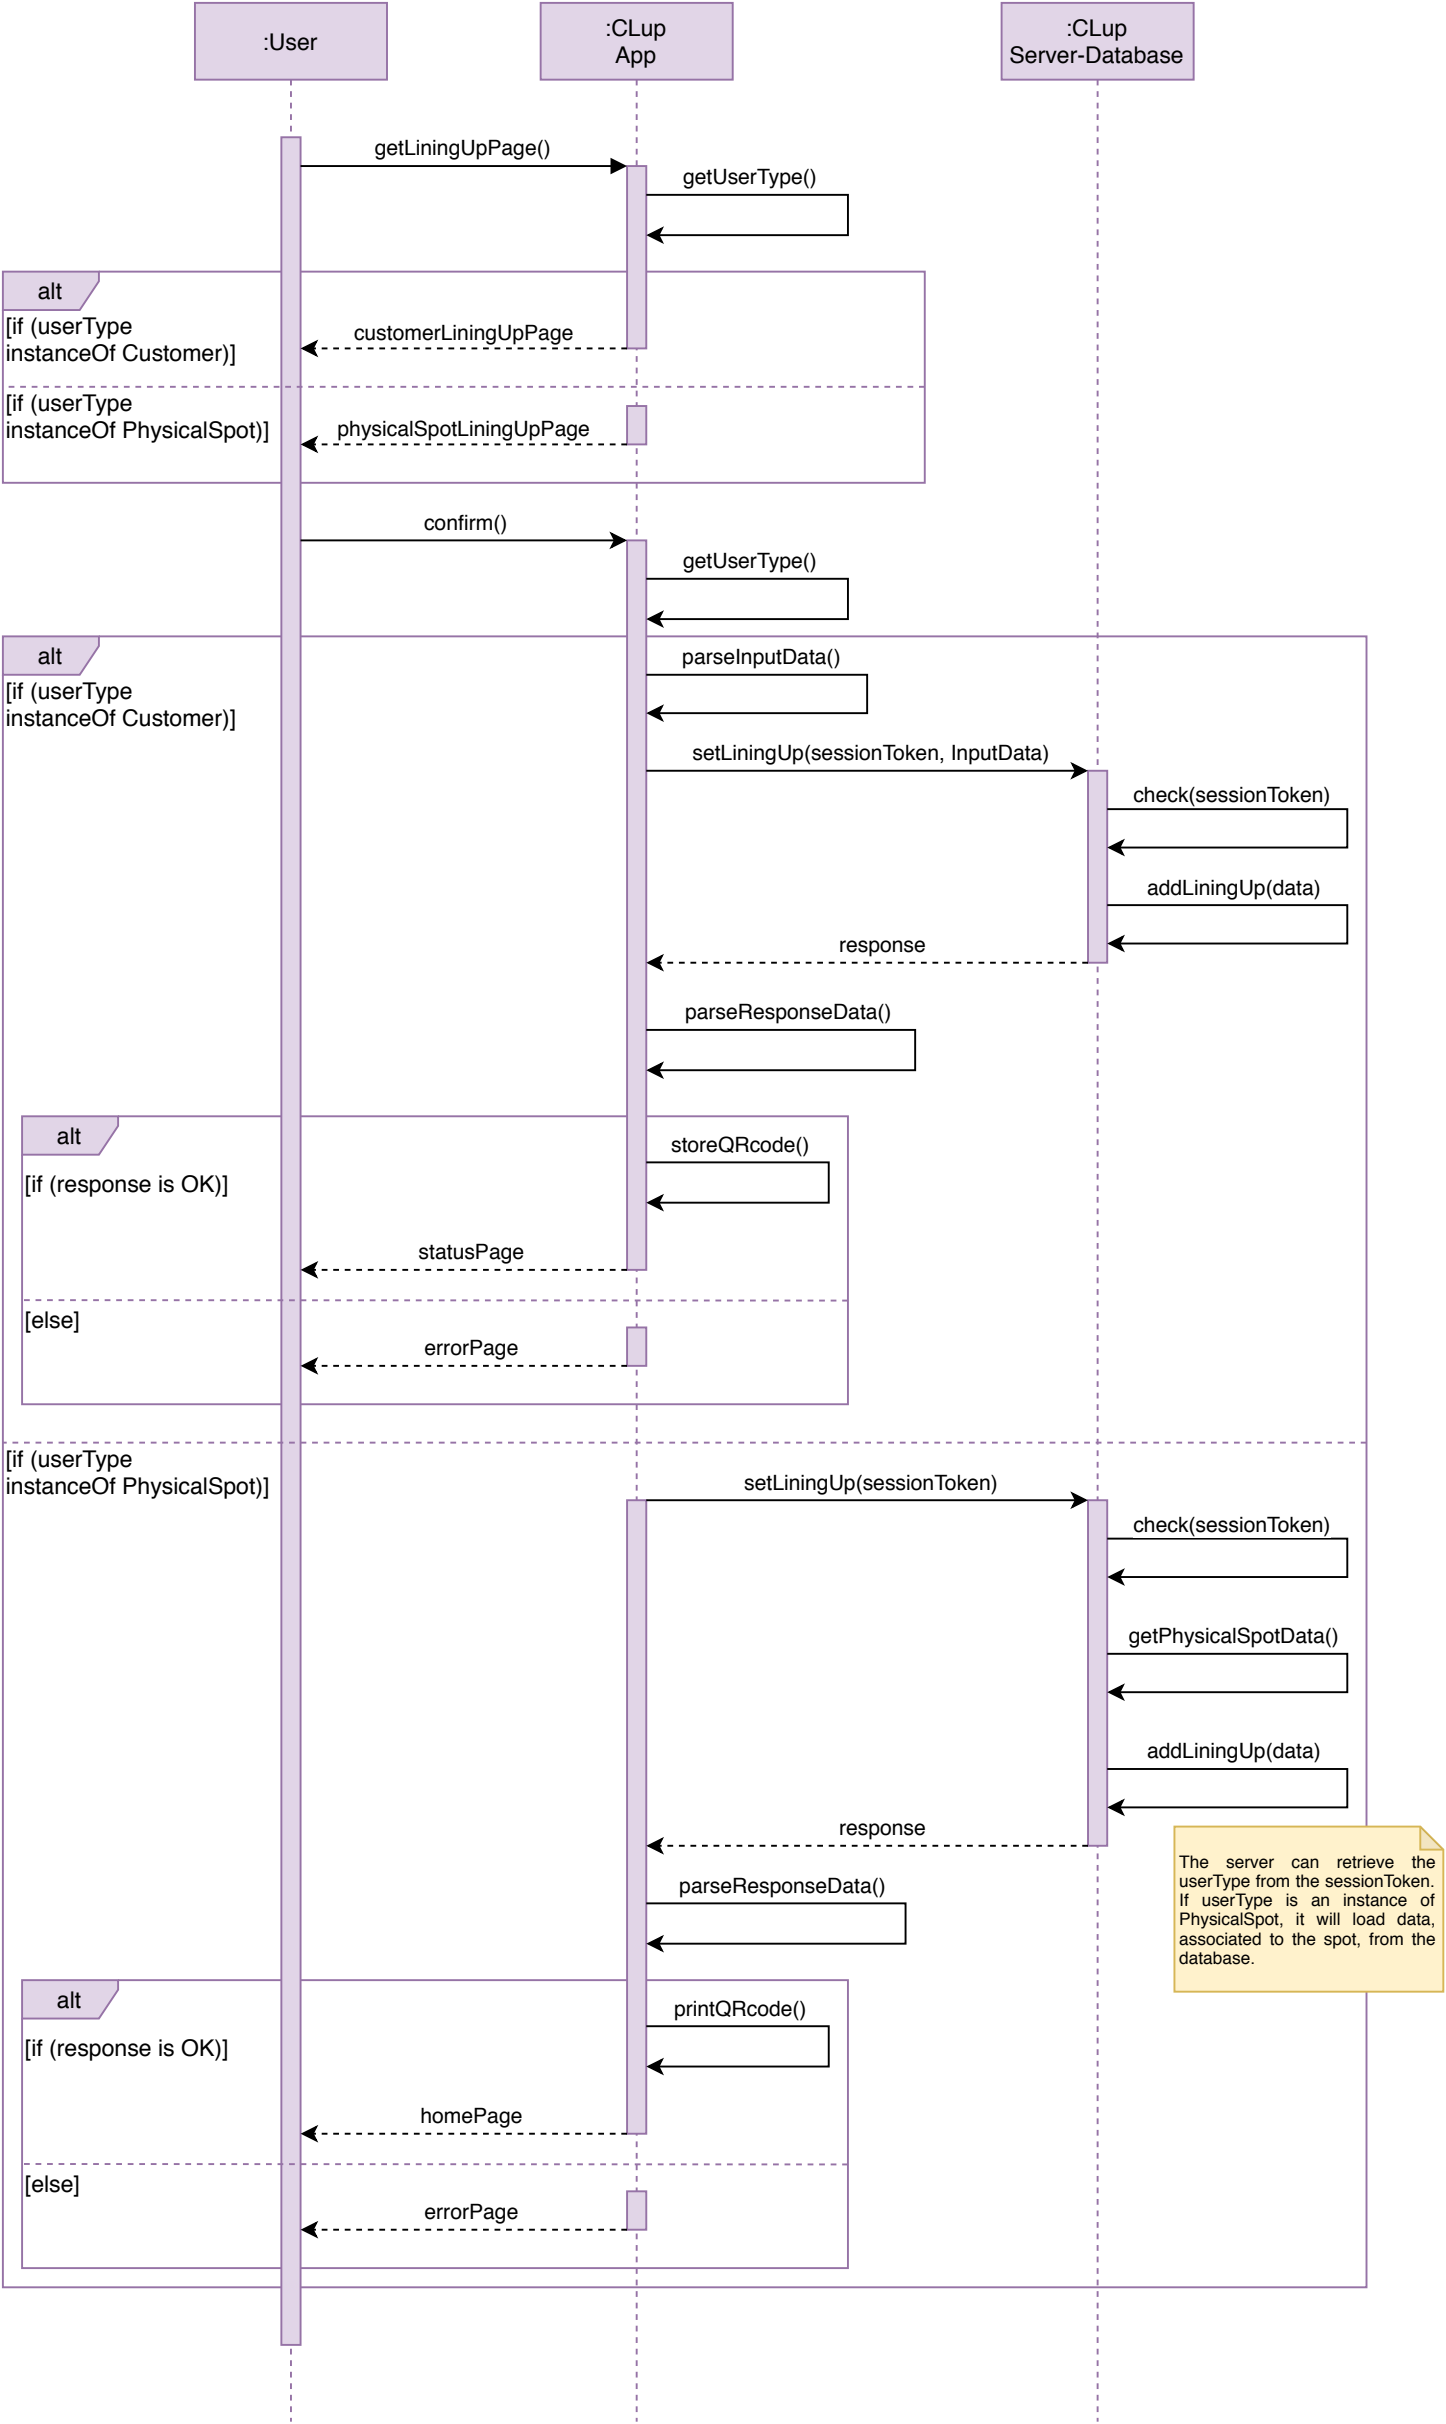 :User
:CLup
App
:CLup
Server-Database
getLiningUpPage()
getUserType()
alt
[if (userType
instanceOf Customer)]
customerLiningUpPage
[if (userType
instanceOf PhysicalSpot)]
physicalSpotLiningUpPage
confirm()
getUserType()
alt
[if (userType
instanceOf Customer)]
parseInputData()
setLiningUp(sessionToken, InputData)
check(sessionToken)
addLiningUp(data)
response
parseResponseData()
alt
[if (response is OK)]
storeQRcode()
statusPage
[else]
errorPage
[if (userType
instanceOf PhysicalSpot)]
setLiningUp(sessionToken)
check(sessionToken)
getPhysicalSpotData()
addLiningUp(data)
response
The server can retrieve the
userType from the sessionToken.
If userType is an instance of
PhysicalSpot, it will load data,
associated to the spot, from the
database.
parseResponseData()
alt
[if (response is OK)]
printQRcode()
homePage
[else]
errorPage